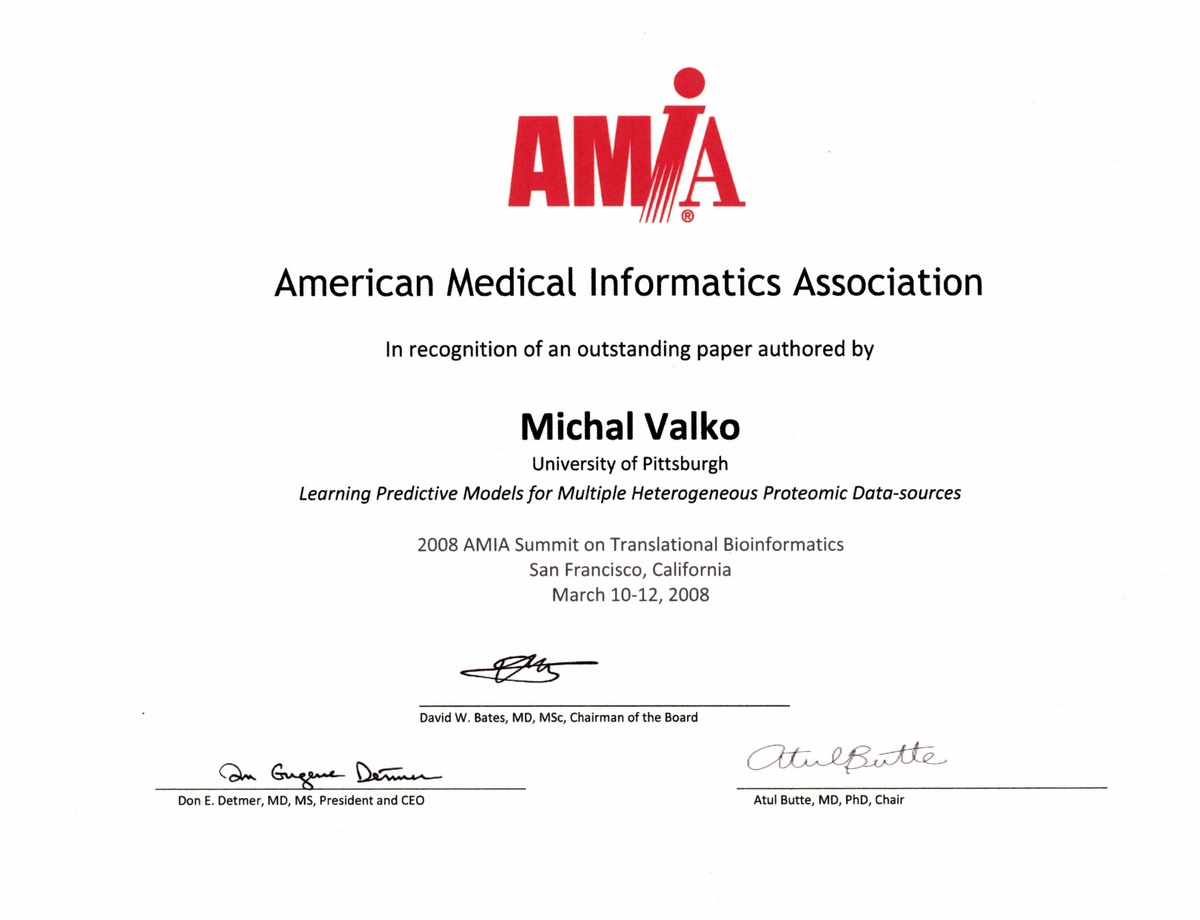 AMiA®
American Medical Informatics Association
In recognition of an outstanding paper authored by
Michal Valko
University of Pittsburgh
Learning Predictive Models for Multiple Heterogeneous Proteomic Data-sources
2008 AMIA Summit on Translational Bioinformatics
San Francisco, California
March 10-12, 2008
David W. Bates, MD, MSc, Chairman of the Board
Don Eugene Detmer
Don E. Detmer, MD, MS, President and CEO
Atul Butte
Atul Butte, MD, PhD, Chair